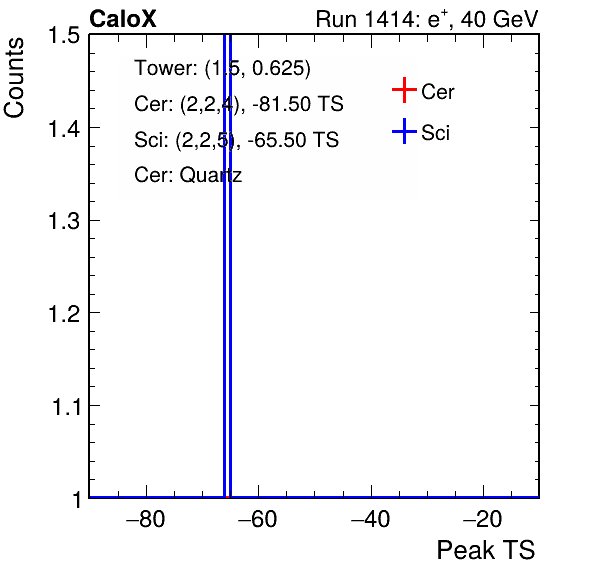 CaloX Run 1414: e⁺, 40 GeV
Counts
1.5
Tower: (1.5, 0.625)
Cer: (2,2,4), -81.50 TS
Sci: (2,2,5), -65.50 TS
Cer: Quartz
Cer
Sci
1.4
1.3
1.2
1.1
1
−80 −60 −40 −20
Peak TS